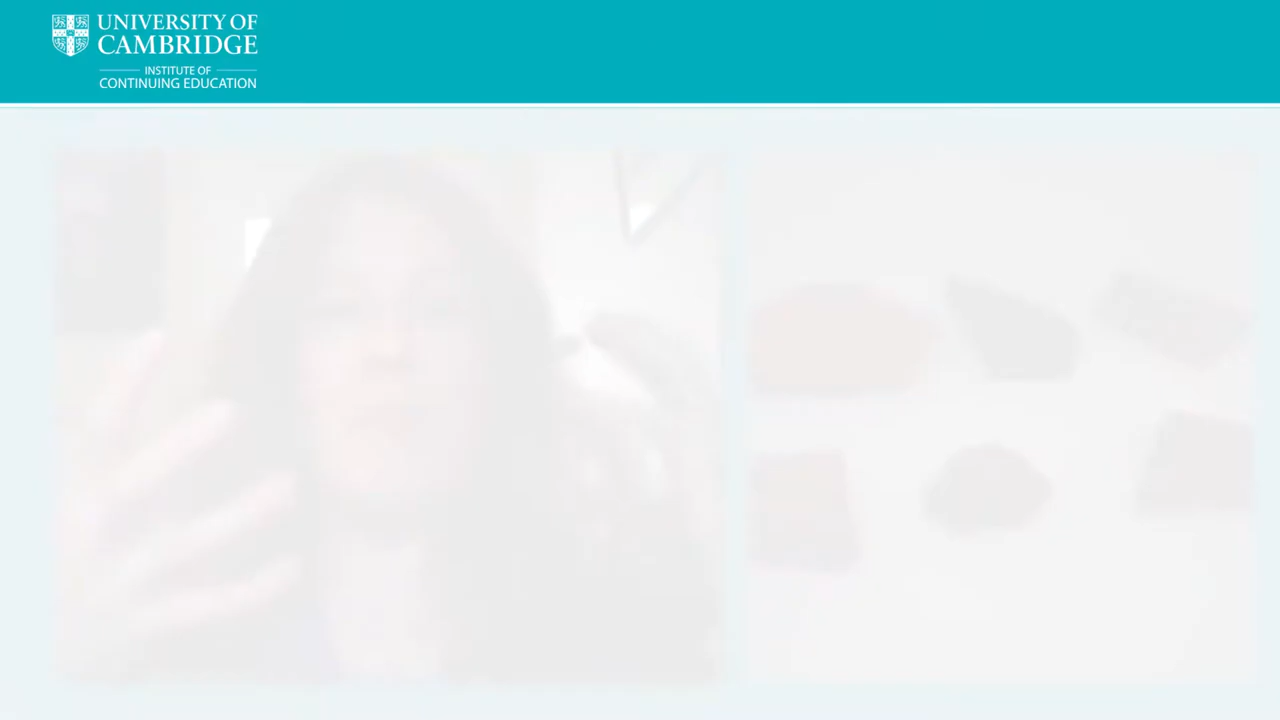 UNIVERSITY OF
CAMBRIDGE
INSTITUTE OF
CONTINUING EDUCATION